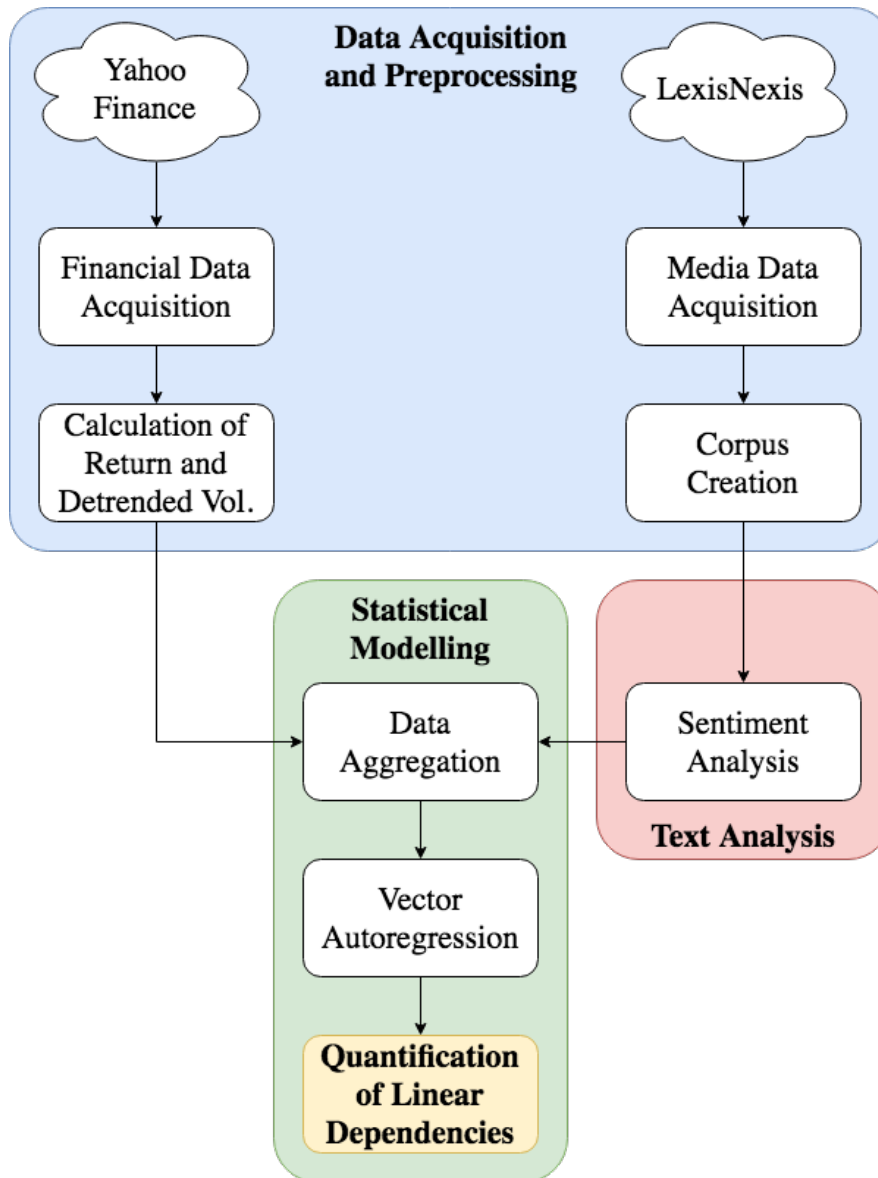 Data Acquisition
and Preprocessing
Yahoo
Finance
LexisNexis
Financial Data
Acquisition
Media Data
Acquisition
Calculation of
Return and
Detrended Vol.
Corpus
Creation
Statistical
Modelling
Data
Aggregation
Sentiment
Analysis
Text Analysis
Vector
Autoregression
Quantification
of Linear
Dependencies